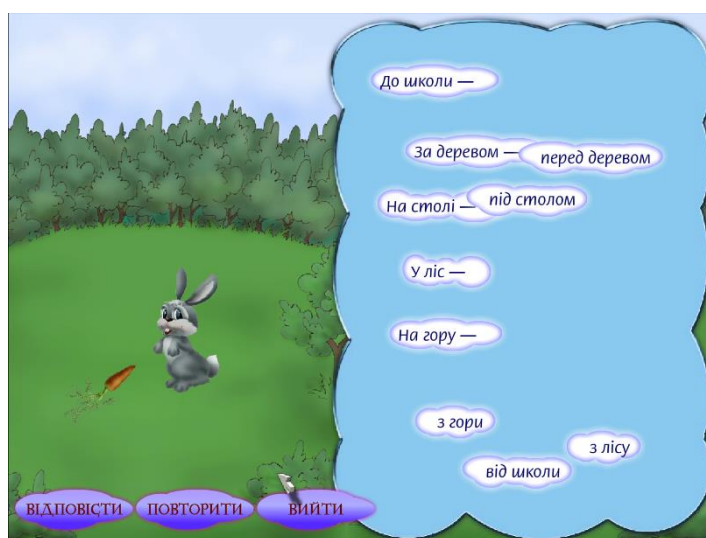 До школи —
За деревом —
перед деревом
На столі —
під столом
У ліс —
На гору —
з гори
з лісу
від школи
ВІДПОВІСТИ
ПОВТОРИТИ
ВИЙТИ